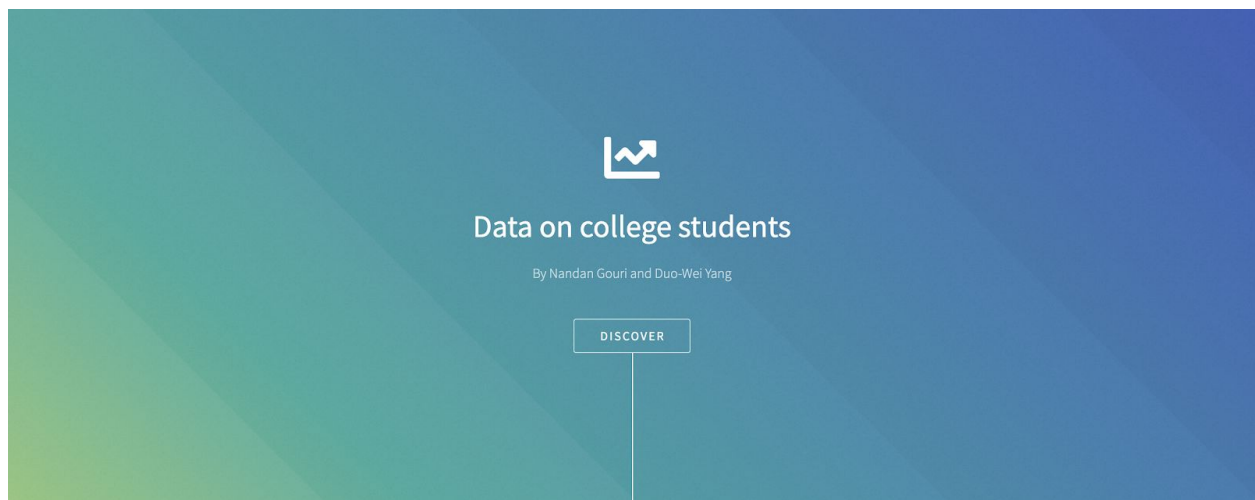 Data on college students
By Nandan Gouri and Duo-Wei Yang
DISCOVER